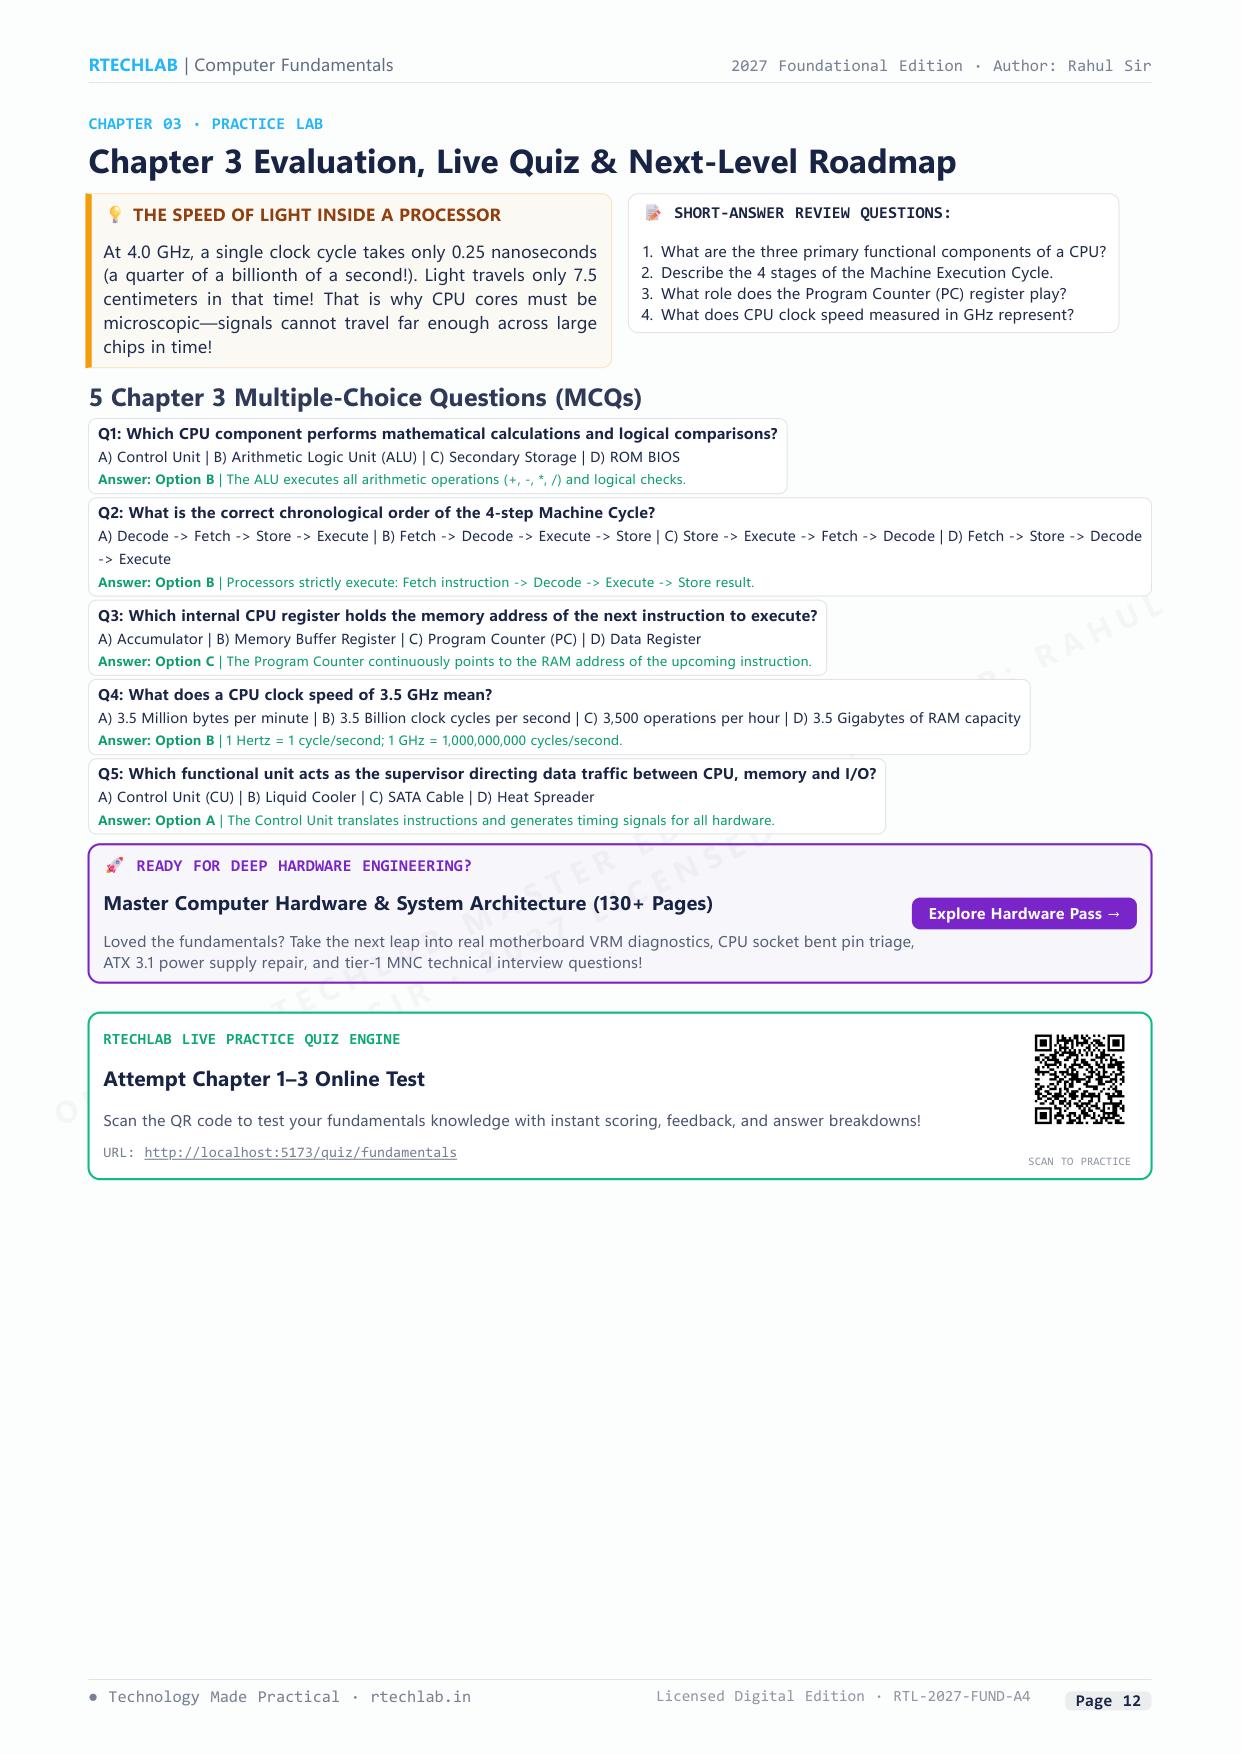 RTECHLAB | Computer Fundamentals
2027 Foundational Edition · Author: Rahul Sir
CHAPTER 03 · PRACTICE LAB
Chapter 3 Evaluation, Live Quiz & Next-Level Roadmap
💡 THE SPEED OF LIGHT INSIDE A PROCESSOR
At 4.0 GHz, a single clock cycle takes only 0.25 nanoseconds
(a quarter of a billionth of a second!). Light travels only 7.5
centimeters in that time! That is why CPU cores must be
microscopic—signals cannot travel far enough across large
chips in time!
📝 SHORT-ANSWER REVIEW QUESTIONS:
1. What are the three primary functional components of a CPU?
2. Describe the 4 stages of the Machine Execution Cycle.
3. What role does the Program Counter (PC) register play?
4. What does CPU clock speed measured in GHz represent?
5 Chapter 3 Multiple-Choice Questions (MCQs)
Q1: Which CPU component performs mathematical calculations and logical comparisons?
A) Control Unit | B) Arithmetic Logic Unit (ALU) | C) Secondary Storage | D) ROM BIOS
Answer: Option B | The ALU executes all arithmetic operations (+, -, *, /) and logical checks.
Q2: What is the correct chronological order of the 4-step Machine Cycle?
A) Decode -> Fetch -> Store -> Execute | B) Fetch -> Decode -> Execute -> Store | C) Store -> Execute -> Fetch -> Decode | D) Fetch -> Store -> Decode
-> Execute
Answer: Option B | Processors strictly execute: Fetch instruction -> Decode -> Execute -> Store result.
Q3: Which internal CPU register holds the memory address of the next instruction to execute?
A) Accumulator | B) Memory Buffer Register | C) Program Counter (PC) | D) Data Register
Answer: Option C | The Program Counter continuously points to the RAM address of the upcoming instruction.
Q4: What does a CPU clock speed of 3.5 GHz mean?
A) 3.5 Million bytes per minute | B) 3.5 Billion clock cycles per second | C) 3,500 operations per hour | D) 3.5 Gigabytes of RAM capacity
Answer: Option B | 1 Hertz = 1 cycle/second; 1 GHz = 1,000,000,000 cycles/second.
Q5: Which functional unit acts as the supervisor directing data traffic between CPU, memory and I/O?
A) Control Unit (CU) | B) Liquid Cooler | C) SATA Cable | D) Heat Spreader
Answer: Option A | The Control Unit translates instructions and generates timing signals for all hardware.
🚀 READY FOR DEEP HARDWARE ENGINEERING?
Master Computer Hardware & System Architecture (130+ Pages)
Explore Hardware Pass →
Loved the fundamentals? Take the next leap into real motherboard VRM diagnostics, CPU socket bent pin triage,
ATX 3.1 power supply repair, and tier-1 MNC technical interview questions!
RTECHLAB LIVE PRACTICE QUIZ ENGINE
Attempt Chapter 1–3 Online Test
Scan the QR code to test your fundamentals knowledge with instant scoring, feedback, and answer breakdowns!
URL: http://localhost:5173/quiz/fundamentals
SCAN TO PRACTICE
● Technology Made Practical · rtechlab.in
Licensed Digital Edition · RTL-2027-FUND-A4
Page 12